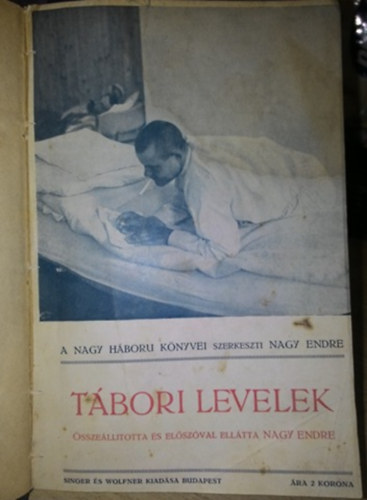 A NAGY HÁBORU KÖNYVEI SZERKESZTI NAGY ENDRE
TÁBORI LEVELEK
ÖSSZEÁLLITOTTA ÉS ELŐSZÓVAL ELLÁTTA NAGY ENDRE
SINGER ÉS WOLFNER KIADÁSA BUDAPEST ÁRA 2 KORONA